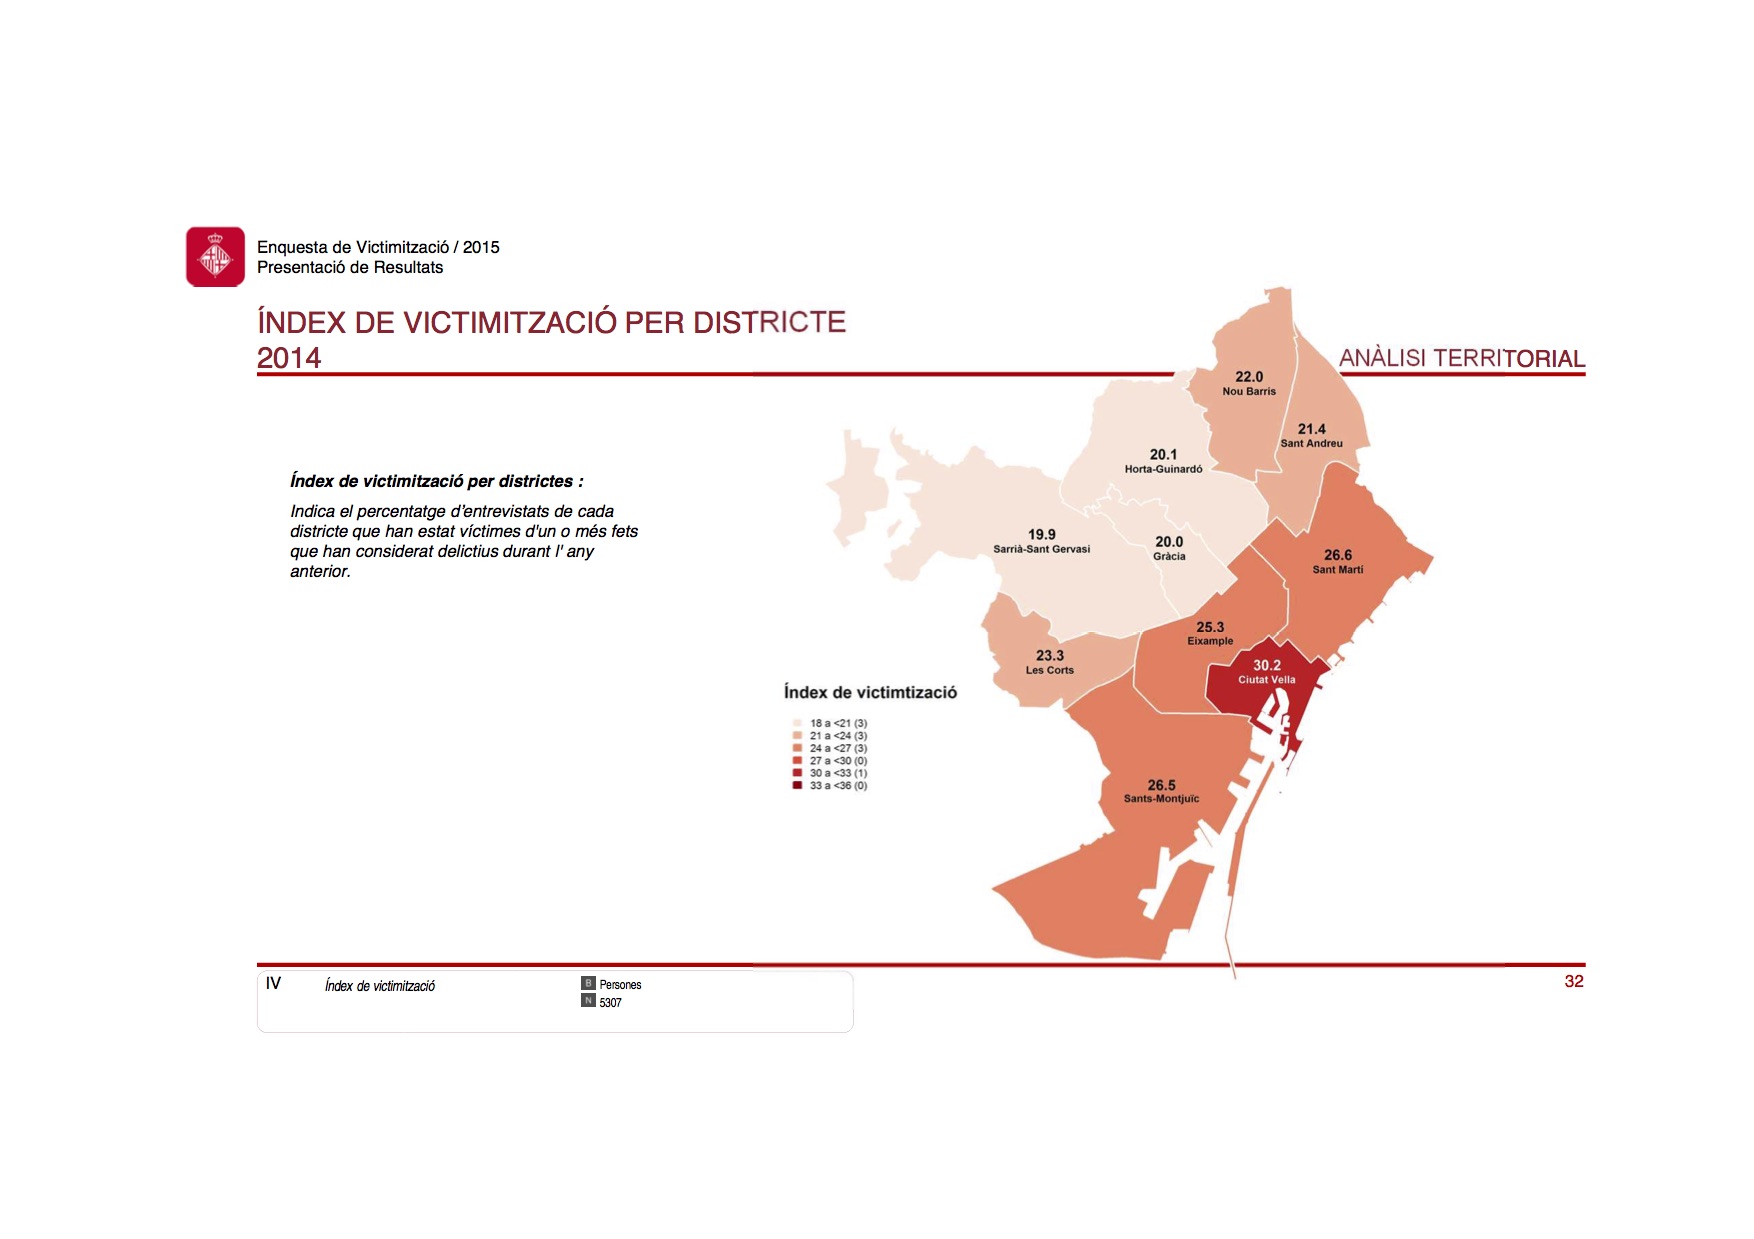 Enquesta de Victimització / 2015
Presentació de Resultats
ÍNDEX DE VICTIMITZACIÓ PER DISTRICTE
2014
ANÀLISI TERRITORIAL
Índex de victimització per districtes :
Indica el percentatge d'entrevistats de cada
districte que han estat víctimes d'un o més fets
que han considerat delictius durant l' any
anterior.
22.0
Nou Barris
21.4
Sant Andreu
20.1
Horta-Guinardó
19.9
Sarrià-Sant Gervasi
20.0
Gràcia
26.6
Sant Martí
25.3
Eixample
23.3
Les Corts
30.2
Ciutat Vella
26.5
Sants-Montjuïc
Índex de victimtizació
18 a <21 (3)
21 a <24 (3)
24 a <27 (3)
27 a <30 (0)
30 a <33 (1)
33 a <36 (0)
IV
Índex de victimització
B Persones
N 5307
32